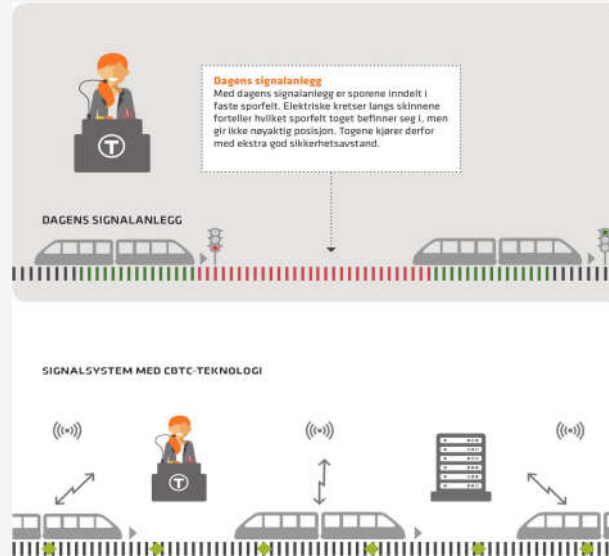 Dagens signalanlegg
Med dagens signalanlegg er sporene inndelt i
faste sporfelt. Elektriske kretser langs skinnene
forteller hvilket sporfelt toget befinner seg i, men
gir ikke nøyaktig posisjon. Togene kjører derfor
med ekstra god sikkerhetsavstand.
T
DAGENS SIGNALANLEGG
SIGNALSYSTEM MED CBTC-TEKNOLOGI
T